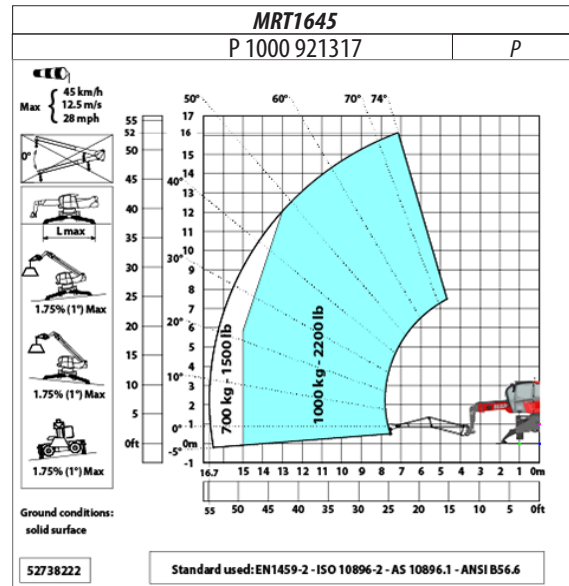 MRT1645
P 1000 921317 P
Max { 45 km/h
12.5 m/s
28 mph
0°
L max
1.75% (1°) Max
1.75% (1°) Max
1.75% (1°) Max
Ground conditions:
solid surface
52738222
55
52
50
45
40
35
30
25
20
15
10
5
0ft
17
16
15
14
13
12
11
10
9
8
7
6
5
4
3
2
1
0m
-1
50° 60° 70° 74°
40°
30°
20°
10°
0°
-5°
700 kg - 1500 lb
1000 kg - 2200 lb
16.7 15 14 13 12 11 10 9 8 7 6 5 4 3 2 1 0m
55 50 45 40 35 30 25 20 15 10 5 0ft
Standard used: EN1459-2 - ISO 10896-2 - AS 10896.1 - ANSI B56.6